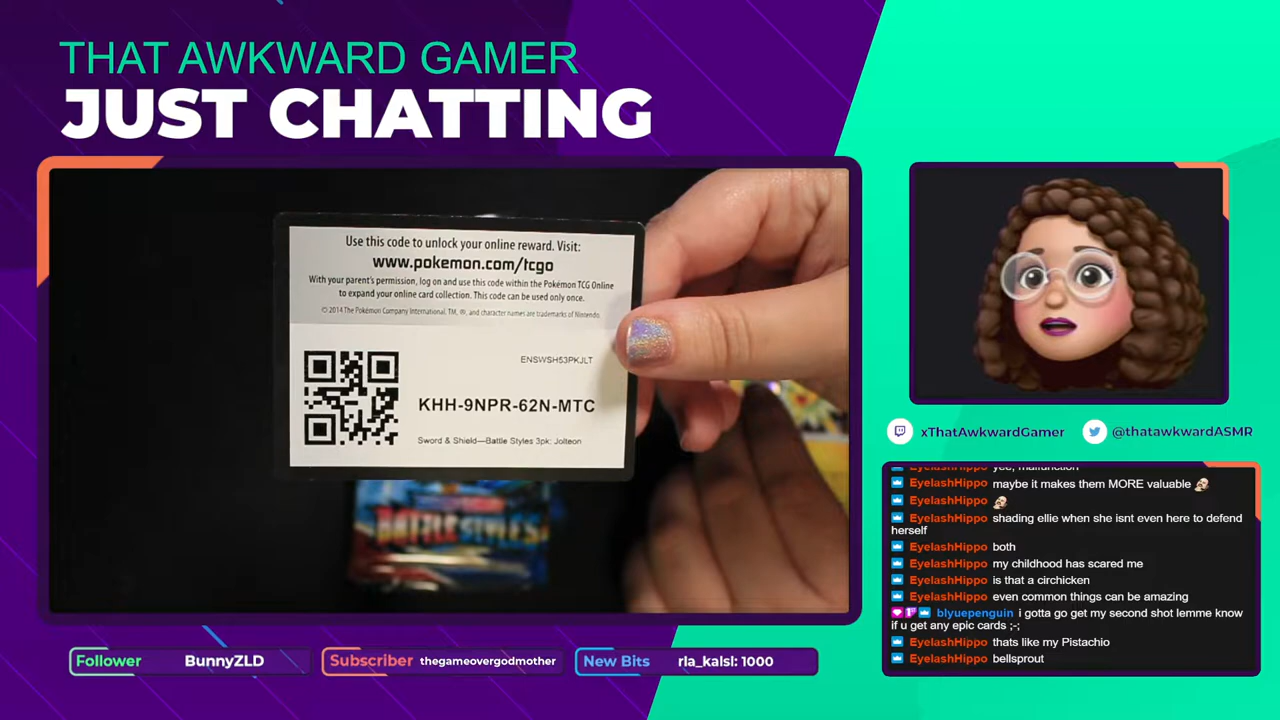 THAT AWKWARD GAMER
JUST CHATTING
Use this code to unlock your online reward. Visit:
www.pokemon.com/tcgo
With your parent's permission, log on and use this code within the Pokémon TCG Online
to expand your online card collection. This code can be used only once.
© 2014 The Pokémon Company International. TM, ®, and character names are trademarks of Nintendo.
ENSWSH53PKJLT
KHH-9NPR-62N-MTC
Sword & Shield—Battle Styles 3pk: Jolteon
BATTLE STYLES
xThatAwkwardGamer
@thatawkwardASMR
EyelashHippo yee, malfunction
EyelashHippo maybe it makes them MORE valuable
EyelashHippo
EyelashHippo shading ellie when she isnt even here to defend
herself
EyelashHippo both
EyelashHippo my childhood has scared me
EyelashHippo is that a circhicken
EyelashHippo even common things can be amazing
blyuepenguin i gotta go get my second shot lemme know
if u get any epic cards ;-;
EyelashHippo thats like my Pistachio
EyelashHippo bellsprout
Follower BunnyZLD
Subscriber thegameovergodmother
New Bits rla_kalsl: 1000